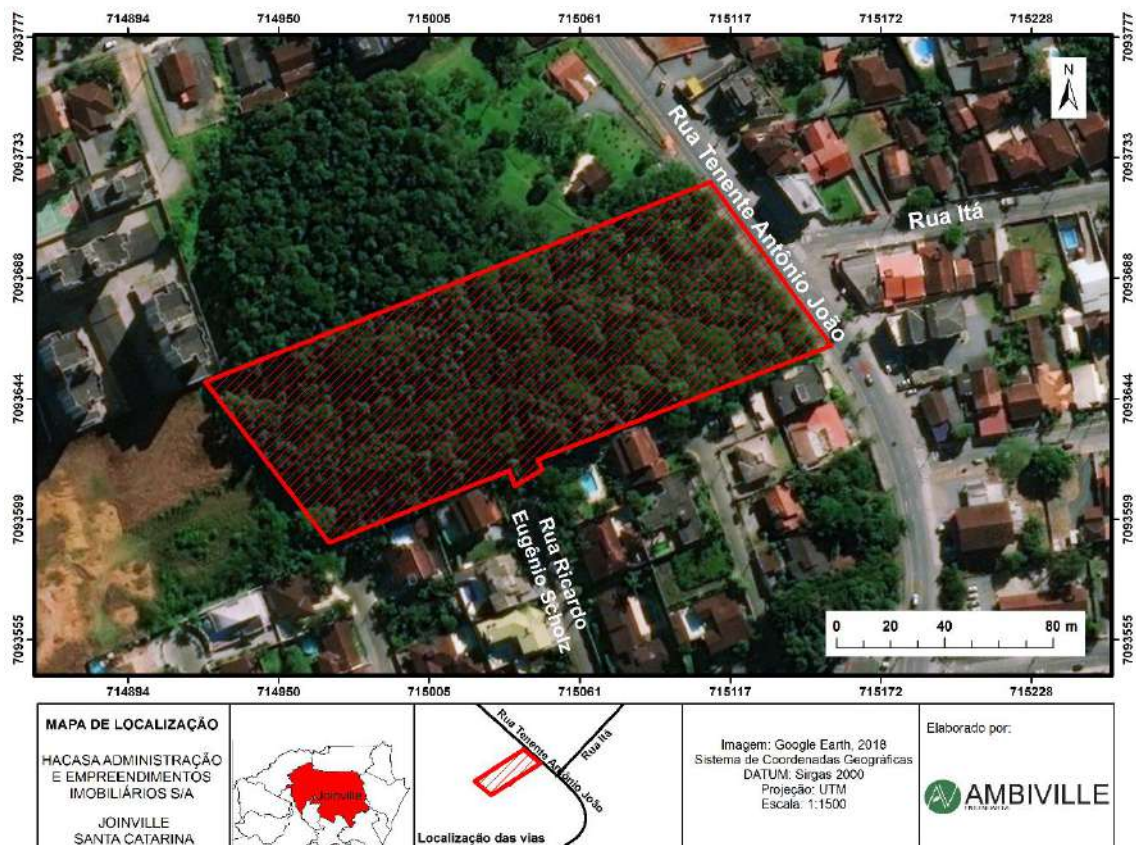 714894 714950 715005 715061 715117 715172 715228
7093777 7093777
N
Rua Tenente Antônio João
7093733 7093733
Rua Itá
7093688 7093688
7093644 7093644
7093599 7093599
Rua Ricardo
Eugênio Scholz
7093555 7093555
0 20 40 80 m
714894 714950 715005 715061 715117 715172 715228
MAPA DE LOCALIZAÇÃO
HACASA ADMINISTRAÇÃO
E EMPREENDIMENTOS
IMOBILIÁRIOS S/A
JOINVILLE
SANTA CATARINA
Joinville
Rua Tenente Antônio João
Rua Itá
Localização das vias
Imagem: Google Earth, 2018
Sistema de Coordenadas Geográficas
DATUM: Sirgas 2000
Projeção: UTM
Escala: 1:1500
Elaborado por:
AMBIVILLE